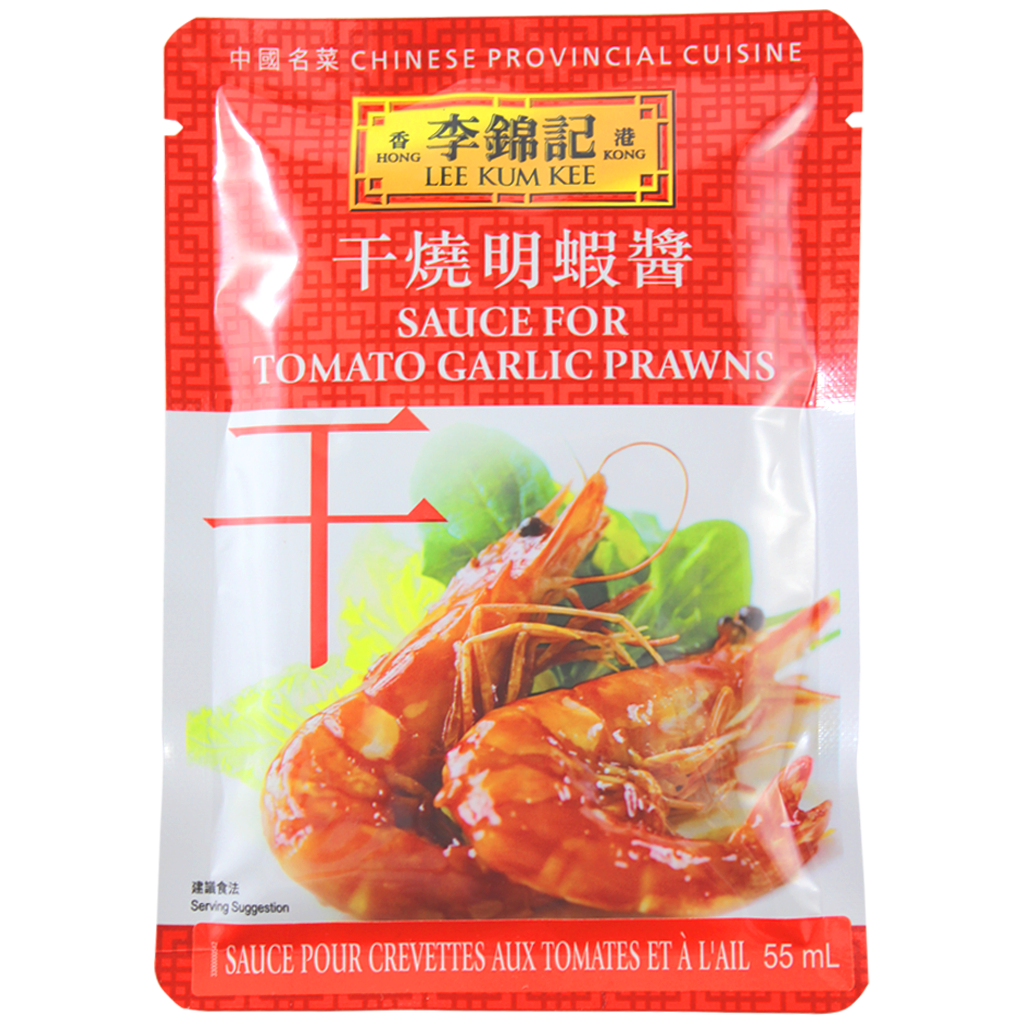 中國名菜 CHINESE PROVINCIAL CUISINE
香 李錦記 港
HONG KONG
LEE KUM KEE
干燒明蝦醬
SAUCE FOR
TOMATO GARLIC PRAWNS
干
建議食法
Serving Suggestion
SAUCE POUR CREVETTES AUX TOMATES ET À L'AIL 55 mL